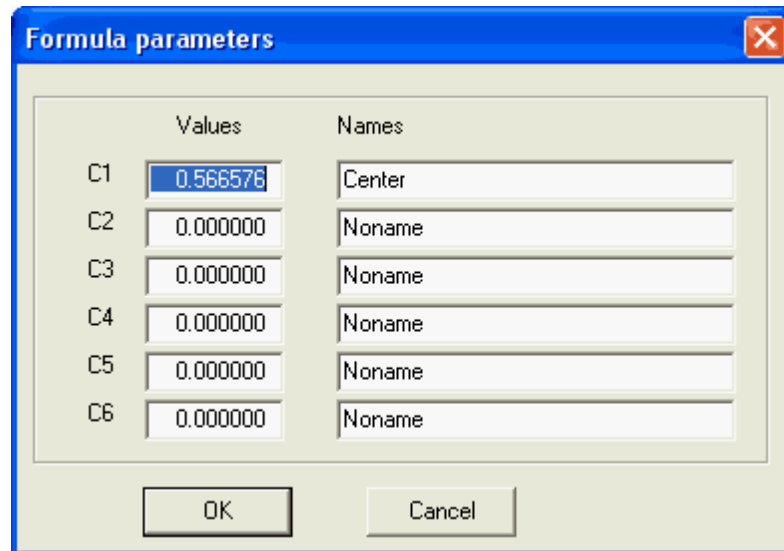 Formula parameters
Values Names
C1 0.566576 Center
C2 0.000000 Noname
C3 0.000000 Noname
C4 0.000000 Noname
C5 0.000000 Noname
C6 0.000000 Noname
OK Cancel